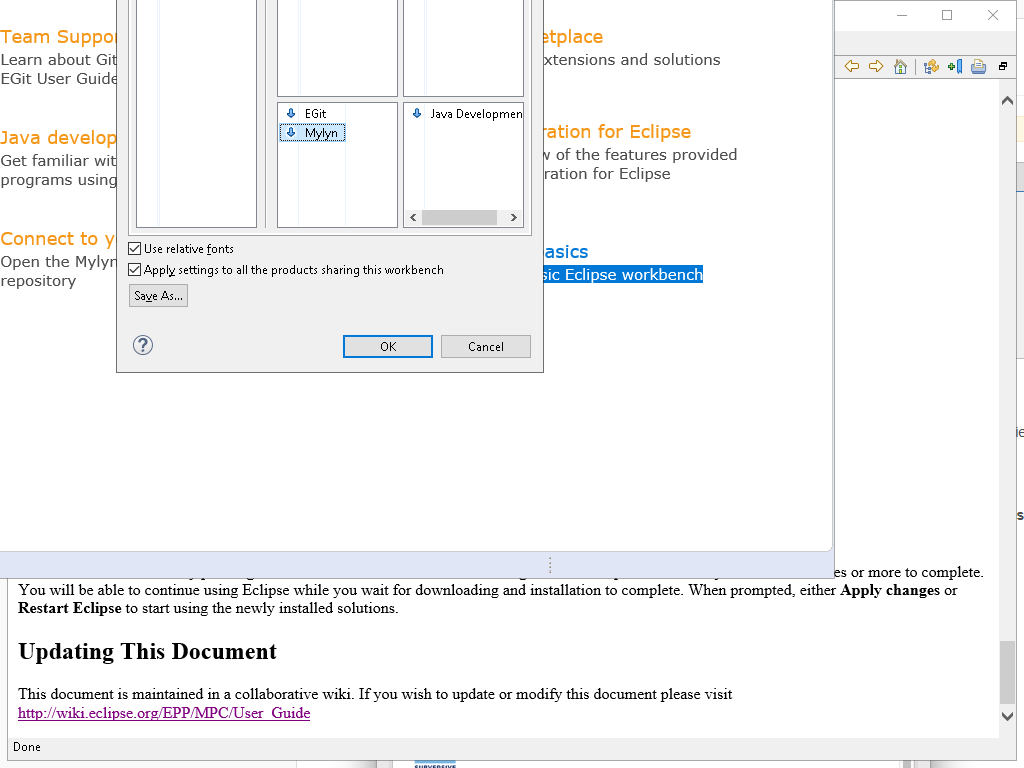 Team Suppor
Learn about Git
EGit User Guide
Java develop
Get familiar wit
programs using
Connect to y
Open the Mylyn
repository
etplace
xtensions and solutions
ration for Eclipse
w of the features provided
ration for Eclipse
asics
sic Eclipse workbench
EGit
Mylyn
Java Developmen
Use relative fonts
Apply settings to all the products sharing this workbench
Save As...
OK
Cancel
es or more to complete.
You will be able to continue using Eclipse while you wait for downloading and installation to complete. When prompted, either Apply changes or
Restart Eclipse to start using the newly installed solutions.
Updating This Document
This document is maintained in a collaborative wiki. If you wish to update or modify this document please visit
http://wiki.eclipse.org/EPP/MPC/User_Guide
Done